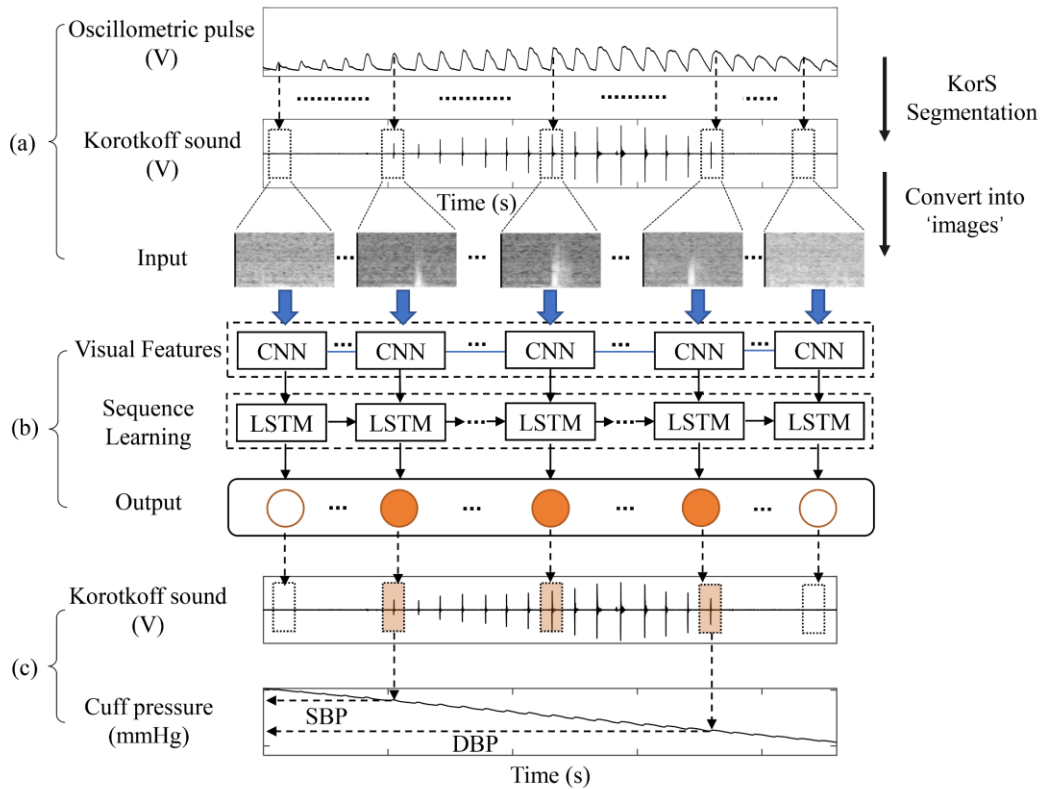 Oscillometric pulse
(V)
KorS
Segmentation
(a)
Korotkoff sound
(V)
Time (s)
Convert into
‘images’
Input
Visual Features
CNN
CNN
CNN
CNN
CNN
(b)
Sequence
Learning
LSTM
LSTM
LSTM
LSTM
LSTM
Output
Korotkoff sound
(V)
(c)
Cuff pressure
(mmHg)
SBP
DBP
Time (s)